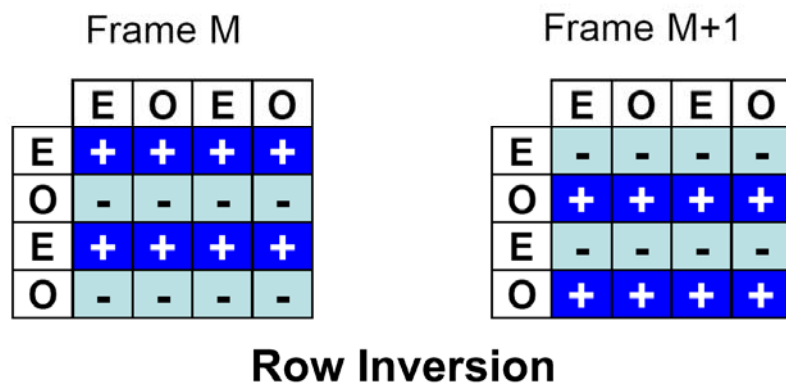 Frame M
Frame M+1
E O E O
E + + + +
O - - - -
E + + + +
O - - - -
E O E O
E - - - -
O + + + +
E - - - -
O + + + +
Row Inversion